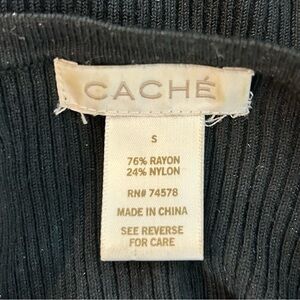 CACHÉ
S
76% RAYON
24% NYLON
RN# 74578
MADE IN CHINA
SEE REVERSE
FOR CARE